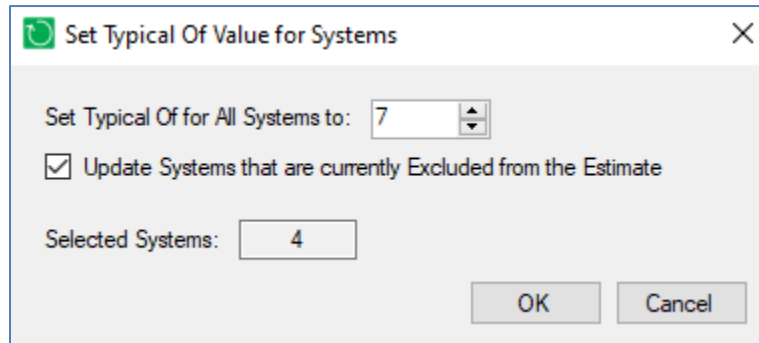 Set Typical Of Value for Systems
Set Typical Of for All Systems to: 7
Update Systems that are currently Excluded from the Estimate
Selected Systems: 4
OK Cancel